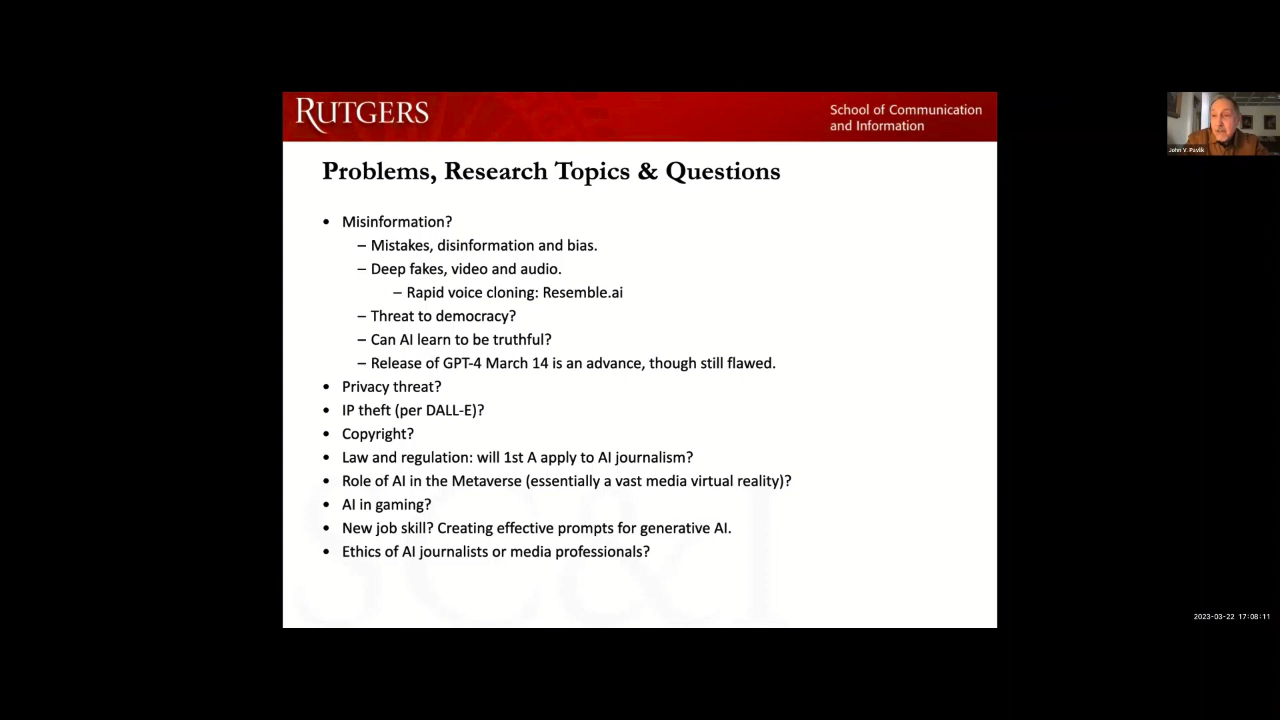 RUTGERS
School of Communication
and Information
Problems, Research Topics & Questions
• Misinformation?
– Mistakes, disinformation and bias.
– Deep fakes, video and audio.
– Rapid voice cloning: Resemble.ai
– Threat to democracy?
– Can AI learn to be truthful?
– Release of GPT-4 March 14 is an advance, though still flawed.
• Privacy threat?
• IP theft (per DALL-E)?
• Copyright?
• Law and regulation: will 1st A apply to AI journalism?
• Role of AI in the Metaverse (essentially a vast media virtual reality)?
• AI in gaming?
• New job skill? Creating effective prompts for generative AI.
• Ethics of AI journalists or media professionals?
SC&I
John V. Pavlik
2023-03-22 17:08:11